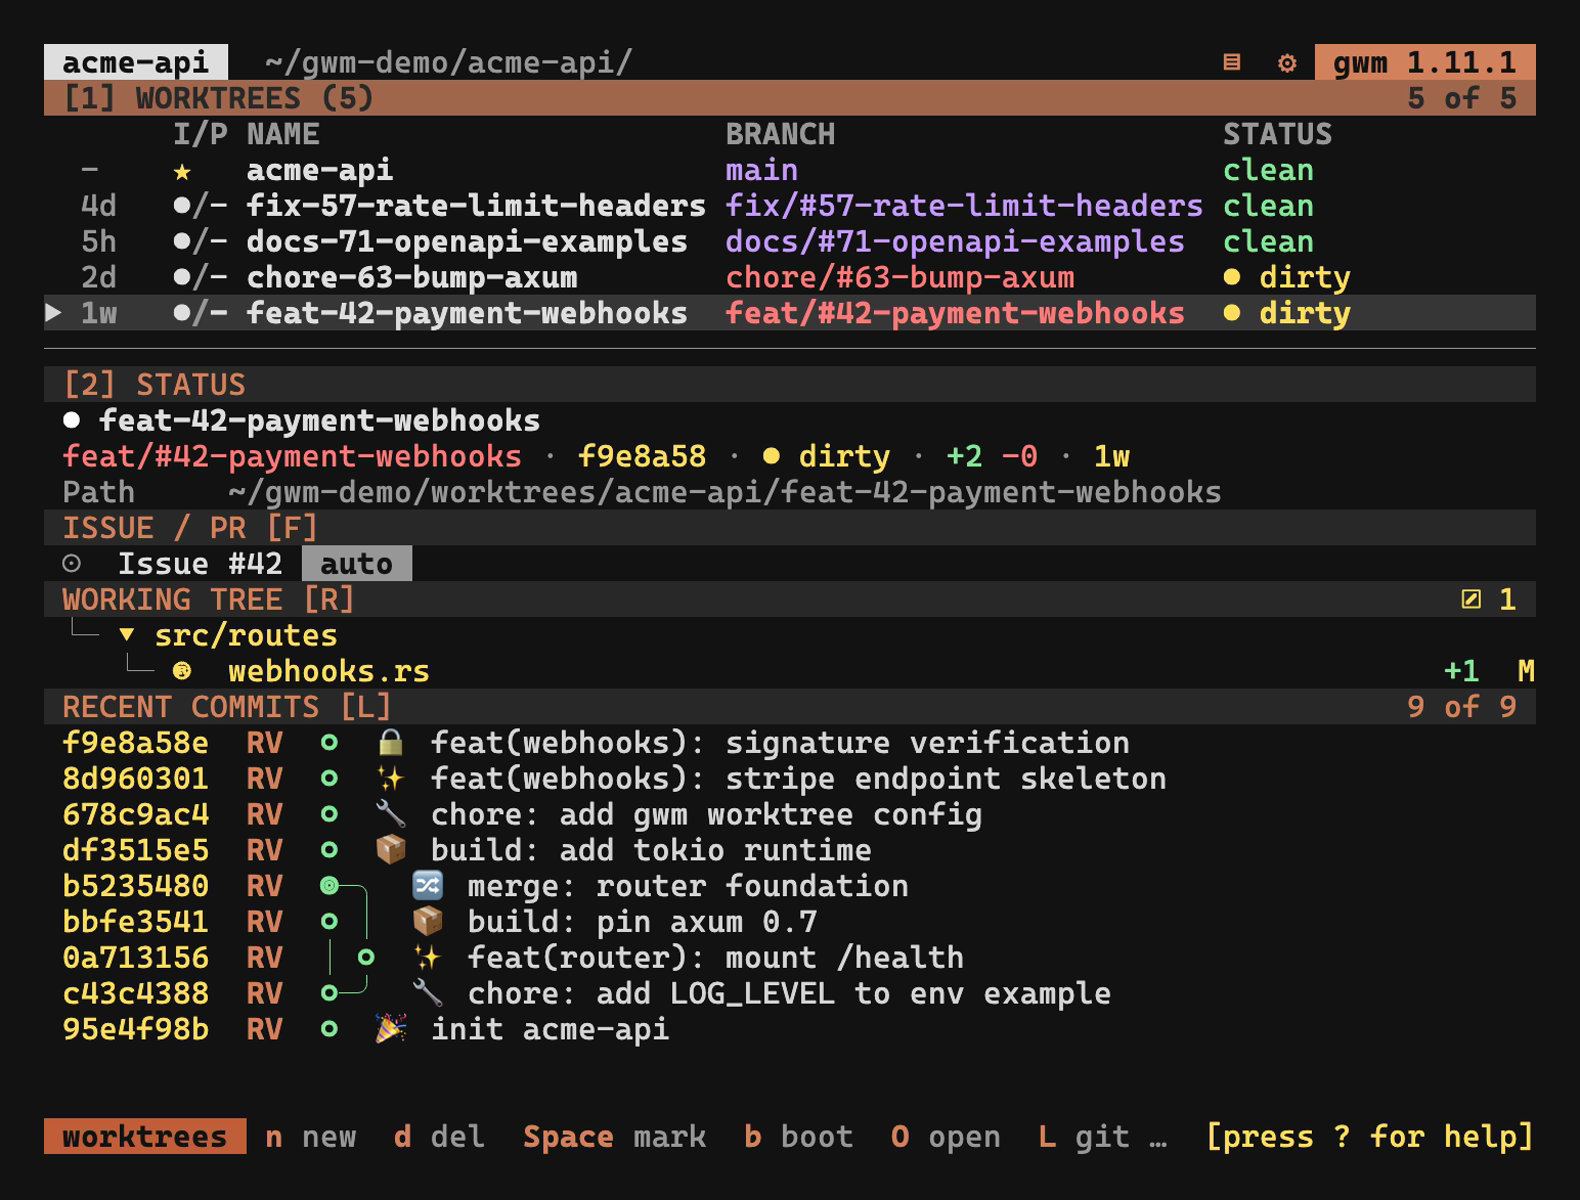 acme-api ~/gwm-demo/acme-api/ gwm 1.11.1
[1] WORKTREES (5) 5 of 5
I/P NAME BRANCH STATUS
- ★ acme-api main clean
4d ●/- fix-57-rate-limit-headers fix/#57-rate-limit-headers clean
5h ●/- docs-71-openapi-examples docs/#71-openapi-examples clean
2d ●/- chore-63-bump-axum chore/#63-bump-axum ● dirty
▶ 1w ●/- feat-42-payment-webhooks feat/#42-payment-webhooks ● dirty
[2] STATUS
● feat-42-payment-webhooks
feat/#42-payment-webhooks · f9e8a58 · ● dirty · +2 -0 · 1w
Path ~/gwm-demo/worktrees/acme-api/feat-42-payment-webhooks
ISSUE / PR [F]
Issue #42 auto
WORKING TREE [R] 1
▼ src/routes
webhooks.rs +1 M
RECENT COMMITS [L] 9 of 9
f9e8a58e RV 🔒 feat(webhooks): signature verification
8d960301 RV ✨ feat(webhooks): stripe endpoint skeleton
678c9ac4 RV 🔧 chore: add gwm worktree config
df3515e5 RV 📦 build: add tokio runtime
b5235480 RV 🔀 merge: router foundation
bbfe3541 RV 📦 build: pin axum 0.7
0a713156 RV ✨ feat(router): mount /health
c43c4388 RV 🔧 chore: add LOG_LEVEL to env example
95e4f98b RV 🎉 init acme-api
worktrees n new d del Space mark b boot O open L git … [press ? for help]